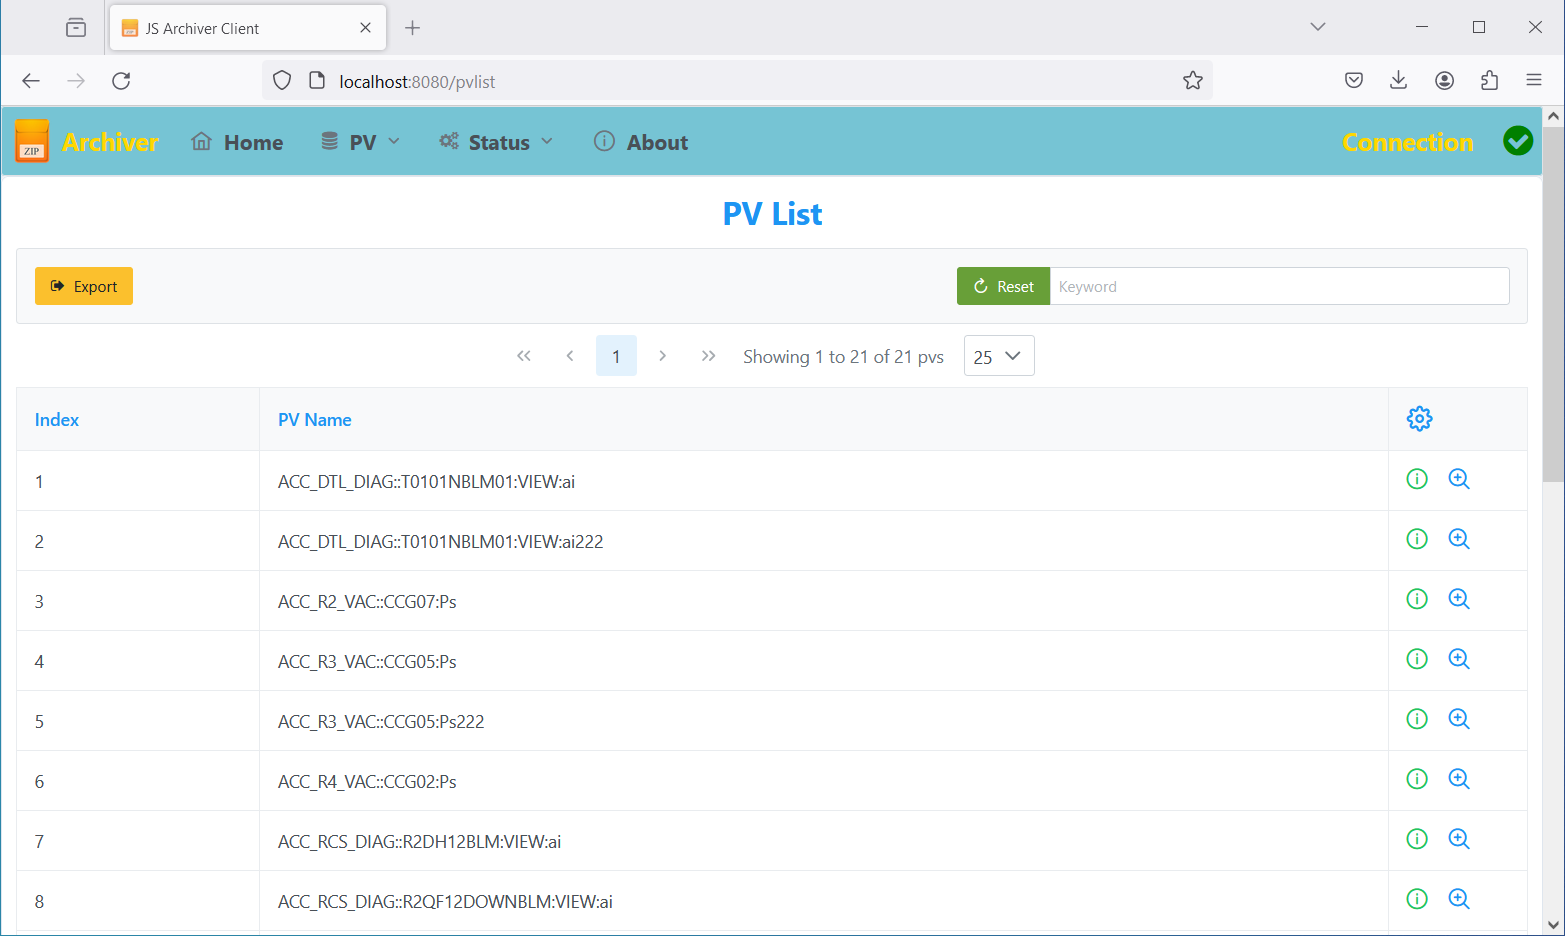 JS Archiver Client
localhost:8080/pvlist
ZIP Archiver Home PV Status About Connection
PV List
Export Reset Keyword
1 Showing 1 to 21 of 21 pvs 25
Index PV Name
1 ACC_DTL_DIAG::T0101NBLM01:VIEW:ai
2 ACC_DTL_DIAG::T0101NBLM01:VIEW:ai222
3 ACC_R2_VAC::CCG07:Ps
4 ACC_R3_VAC::CCG05:Ps
5 ACC_R3_VAC::CCG05:Ps222
6 ACC_R4_VAC::CCG02:Ps
7 ACC_RCS_DIAG::R2DH12BLM:VIEW:ai
8 ACC_RCS_DIAG::R2QF12DOWNBLM:VIEW:ai